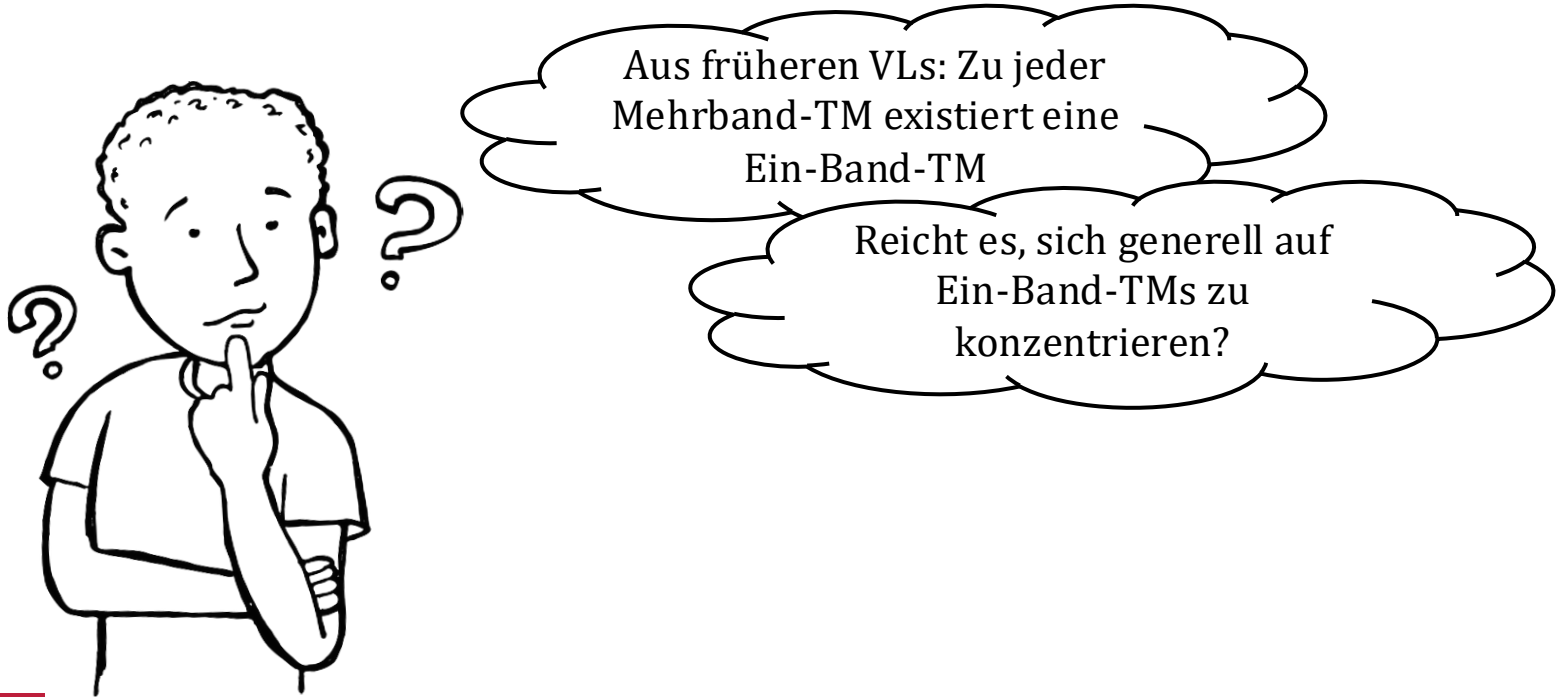 Aus früheren VLs: Zu jeder
Mehrband-TM existiert eine
Ein-Band-TM
Reicht es, sich generell auf
Ein-Band-TMs zu
konzentrieren?